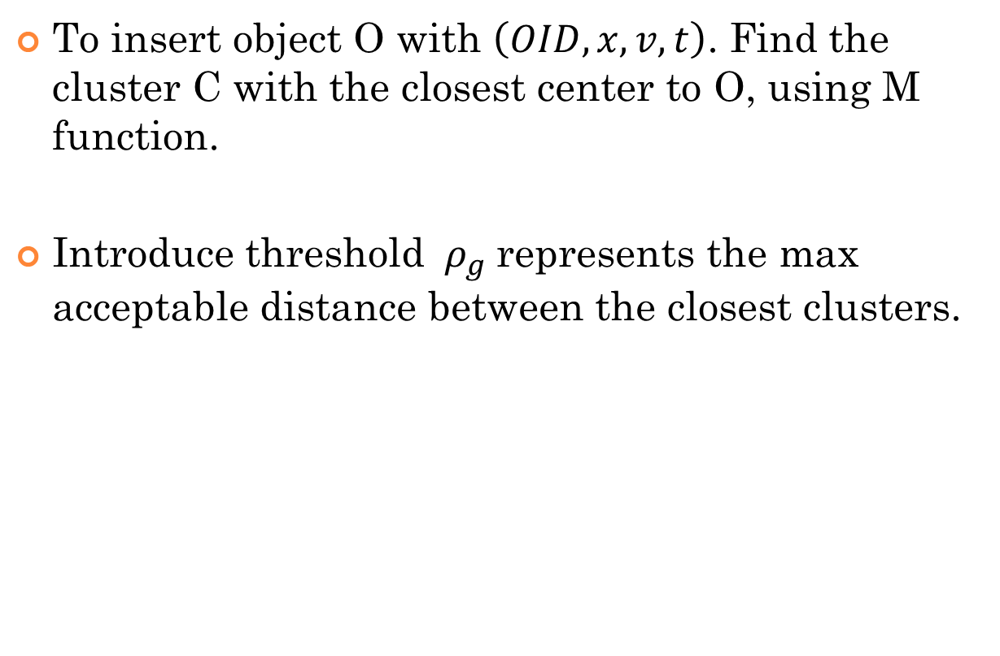 To insert object O with (OID, x, v, t). Find the
cluster C with the closest center to O, using M
function.
Introduce threshold ρg represents the max
acceptable distance between the closest clusters.